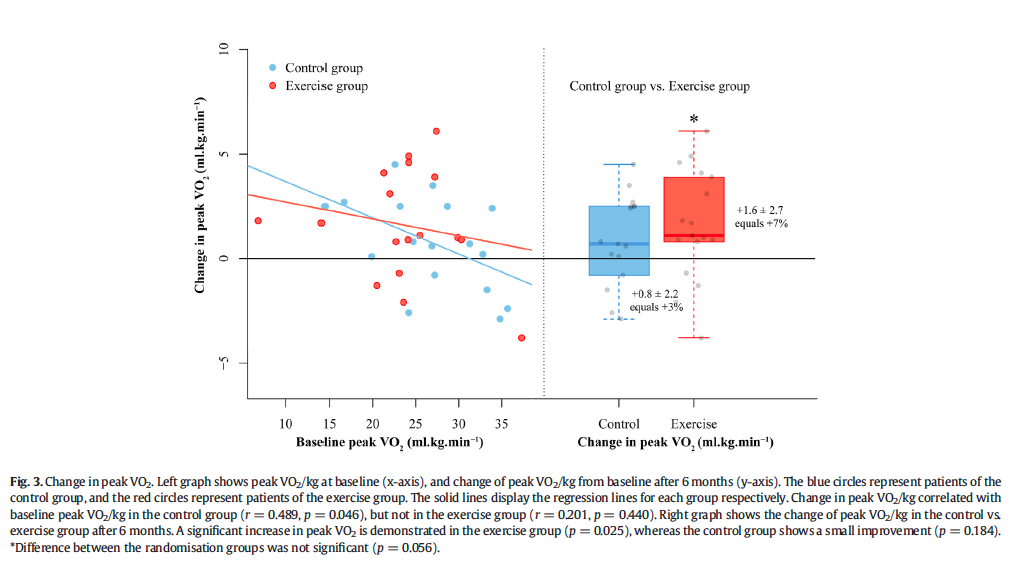 10
5
0
−5
Change in peak VO2 (ml.kg.min−1)
Control group
Exercise group
10 15 20 25 30 35
Baseline peak VO2 (ml.kg.min−1)
Control group vs. Exercise group
*
+1.6 ± 2.7
equals +7%
+0.8 ± 2.2
equals +3%
Control Exercise
Change in peak VO2 (ml.kg.min−1)
Fig. 3. Change in peak VO2. Left graph shows peak VO2/kg at baseline (x-axis), and change of peak VO2/kg from baseline after 6 months (y-axis). The blue circles represent patients of the
control group, and the red circles represent patients of the exercise group. The solid lines display the regression lines for each group respectively. Change in peak VO2/kg correlated with
baseline peak VO2/kg in the control group (r = 0.489, p = 0.046), but not in the exercise group (r = 0.201, p = 0.440). Right graph shows the change of peak VO2/kg in the control vs.
exercise group after 6 months. A significant increase in peak VO2 is demonstrated in the exercise group (p = 0.025), whereas the control group shows a small improvement (p = 0.184).
*Difference between the randomisation groups was not significant (p = 0.056).